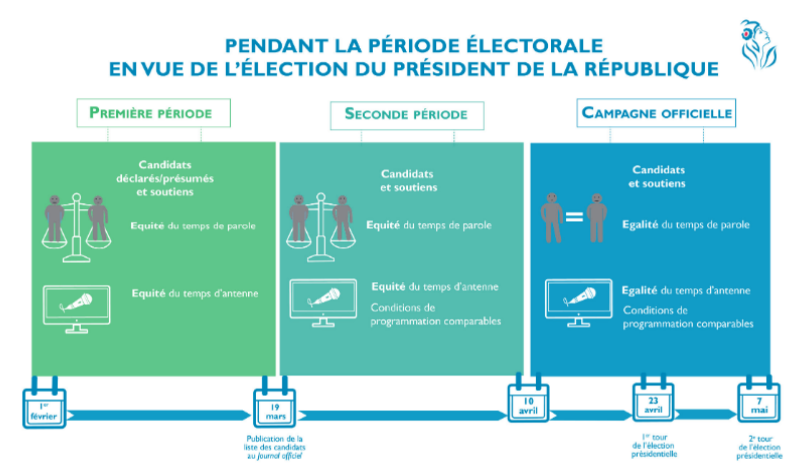 PENDANT LA PÉRIODE ÉLECTORALE
EN VUE DE L'ÉLECTION DU PRÉSIDENT DE LA RÉPUBLIQUE
PREMIÈRE PÉRIODE
Candidats
déclarés/présumés
et soutiens
Equité du temps de parole
Equité du temps d'antenne
SECONDE PÉRIODE
Candidats
et soutiens
Equité du temps de parole
Equité du temps d'antenne
Conditions de
programmation comparables
CAMPAGNE OFFICIELLE
Candidats
et soutiens
=
Egalité du temps de parole
Egalité du temps d'antenne
Conditions de
programmation comparables
1er
février
19
mars
Publication de la
liste des candidats
au Journal officiel
10
avril
23
avril
1er tour
de l'élection
présidentielle
7
mai
2e tour
de l'élection
présidentielle